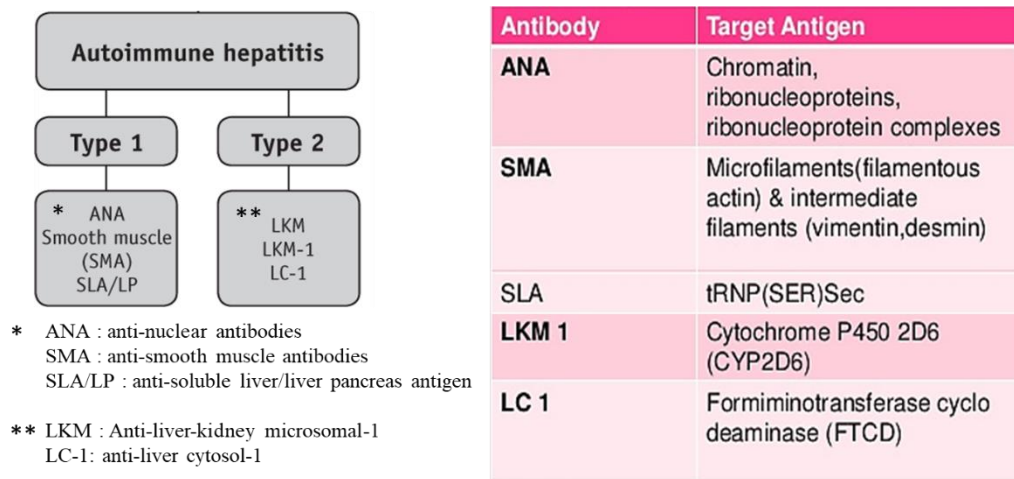 Autoimmune hepatitis
Type 1
Type 2
* ANA
Smooth muscle
(SMA)
SLA/LP
** LKM
LKM-1
LC-1
* ANA : anti-nuclear antibodies
SMA : anti-smooth muscle antibodies
SLA/LP : anti-soluble liver/liver pancreas antigen
** LKM : Anti-liver-kidney microsomal-1
LC-1: anti-liver cytosol-1
Antibody Target Antigen
ANA Chromatin,
ribonucleoproteins,
ribonucleoprotein complexes
SMA Microfilaments(filamentous
actin) & intermediate
filaments (vimentin,desmin)
SLA tRNP(SER)Sec
LKM 1 Cytochrome P450 2D6
(CYP2D6)
LC 1 Formiminotransferase cyclo
deaminase (FTCD)